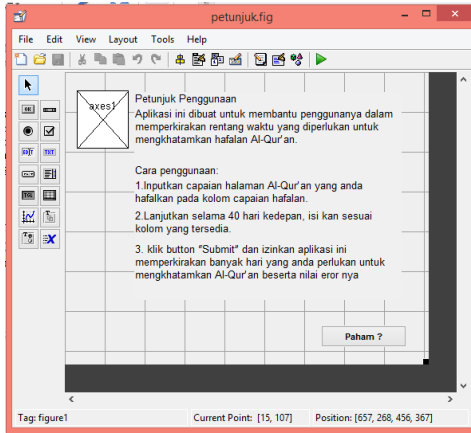 petunjuk.fig
File Edit View Layout Tools Help
axes1
Petunjuk Penggunaan
Aplikasi ini dibuat untuk membantu penggunanya dalam
memperkirakan rentang waktu yang diperlukan untuk
mengkhatamkan hafalan Al-Qur'an.
Cara penggunaan:
1.Inputkan capaian halaman Al-Qur'an yang anda
hafalkan pada kolom capaian hafalan.
2.Lanjutkan selama 40 hari kedepan, isi kan sesuai
kolom yang tersedia.
3. klik button "Submit" dan izinkan aplikasi ini
memperkirakan banyak hari yang anda perlukan untuk
mengkhatamkan Al-Qur'an beserta nilai eror nya
Paham ?
Tag: figure1 Current Point: [15, 107] Position: [657, 268, 456, 367]